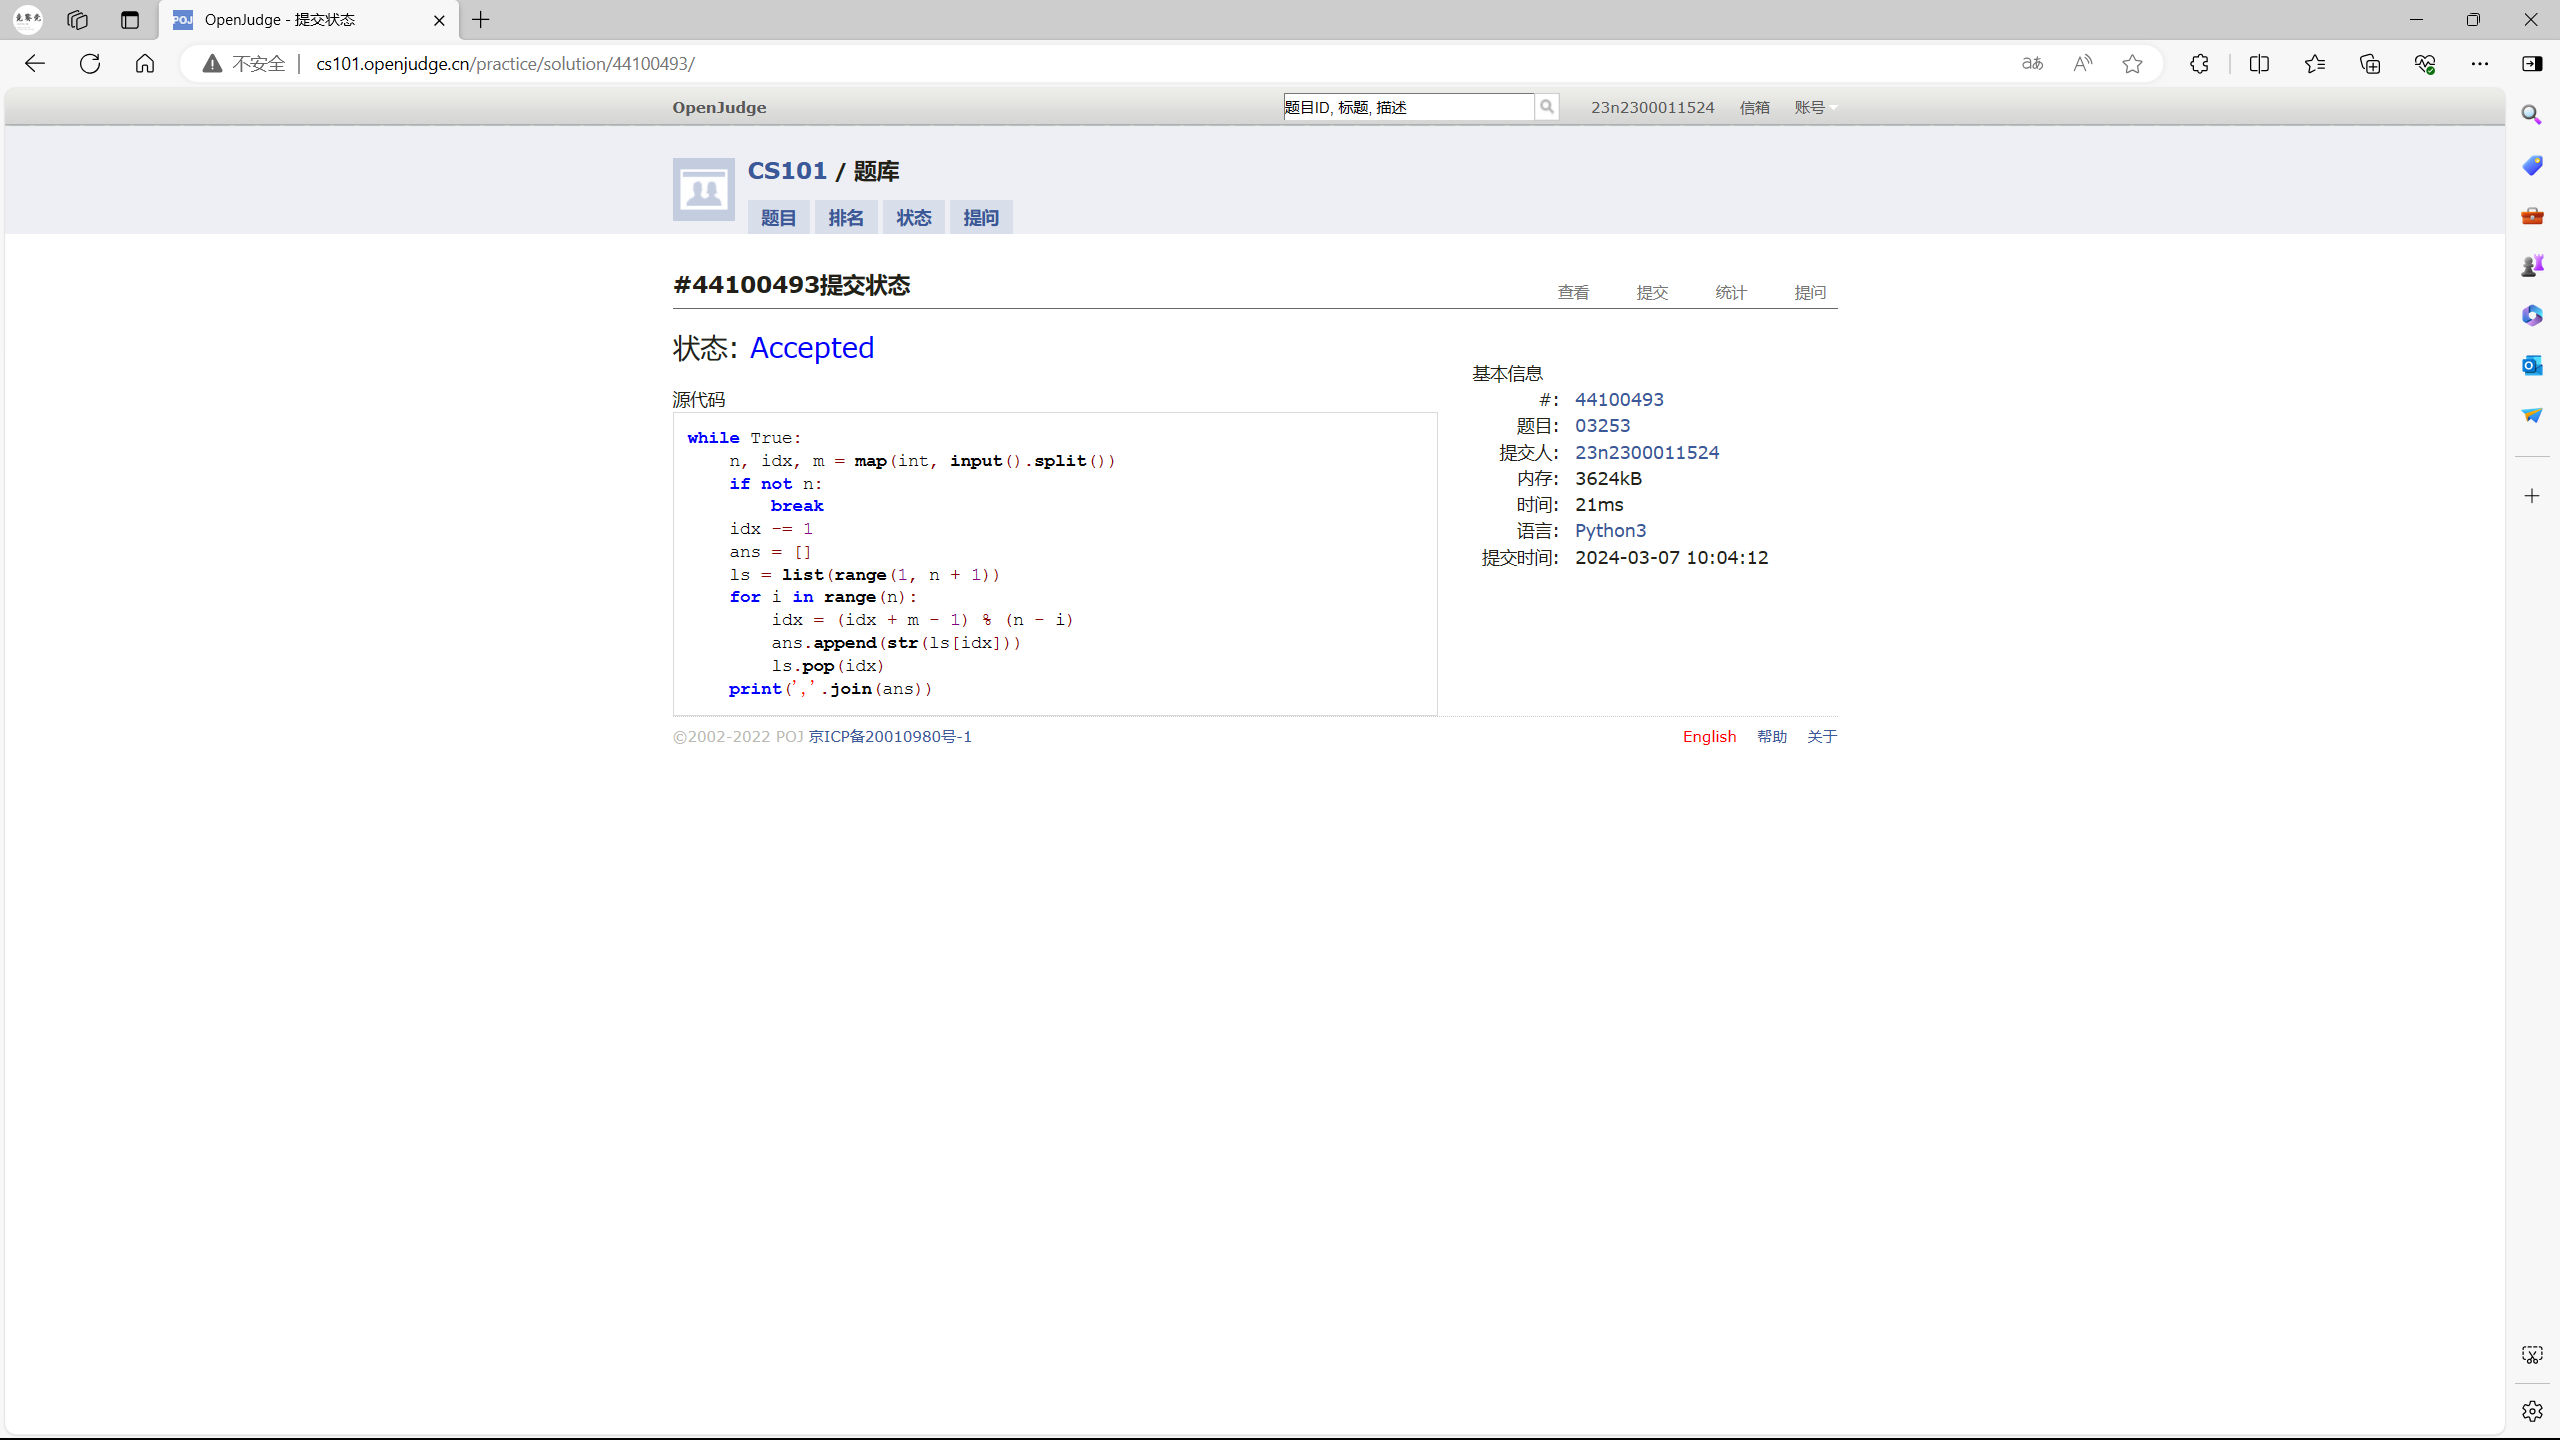 OpenJudge - 提交状态
不安全 | cs101.openjudge.cn/practice/solution/44100493/
OpenJudge
题目ID, 标题, 描述
23n2300011524 信箱 账号
CS101 / 题库
题目 排名 状态 提问
#44100493提交状态
查看 提交 统计 提问
状态: Accepted
源代码
while True:
    n, idx, m = map(int, input().split())
    if not n:
        break
    idx -= 1
    ans = []
    ls = list(range(1, n + 1))
    for i in range(n):
        idx = (idx + m - 1) % (n - i)
        ans.append(str(ls[idx]))
        ls.pop(idx)
    print(','.join(ans))
基本信息
#: 44100493
题目: 03253
提交人: 23n2300011524
内存: 3624kB
时间: 21ms
语言: Python3
提交时间: 2024-03-07 10:04:12
©2002-2022 POJ 京ICP备20010980号-1
English 帮助 关于